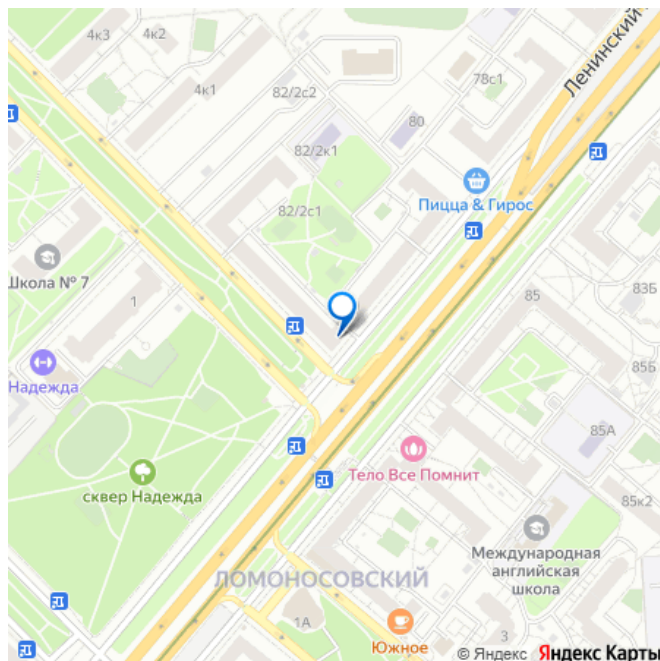 4к3
4к2
Ленинский
4к1
82/2с2
78с1
80
82/2к1
Пицца & Гирос
82/2с1
Школа № 7
1
85
83Б
Надежда
85Б
85А
Тело Все Помнит
сквер Надежда
85к2
Международная
английская
школа
ЛОМОНОСОВСКИЙ
1А
Южное
3
© Яндекс Яндекс Карты